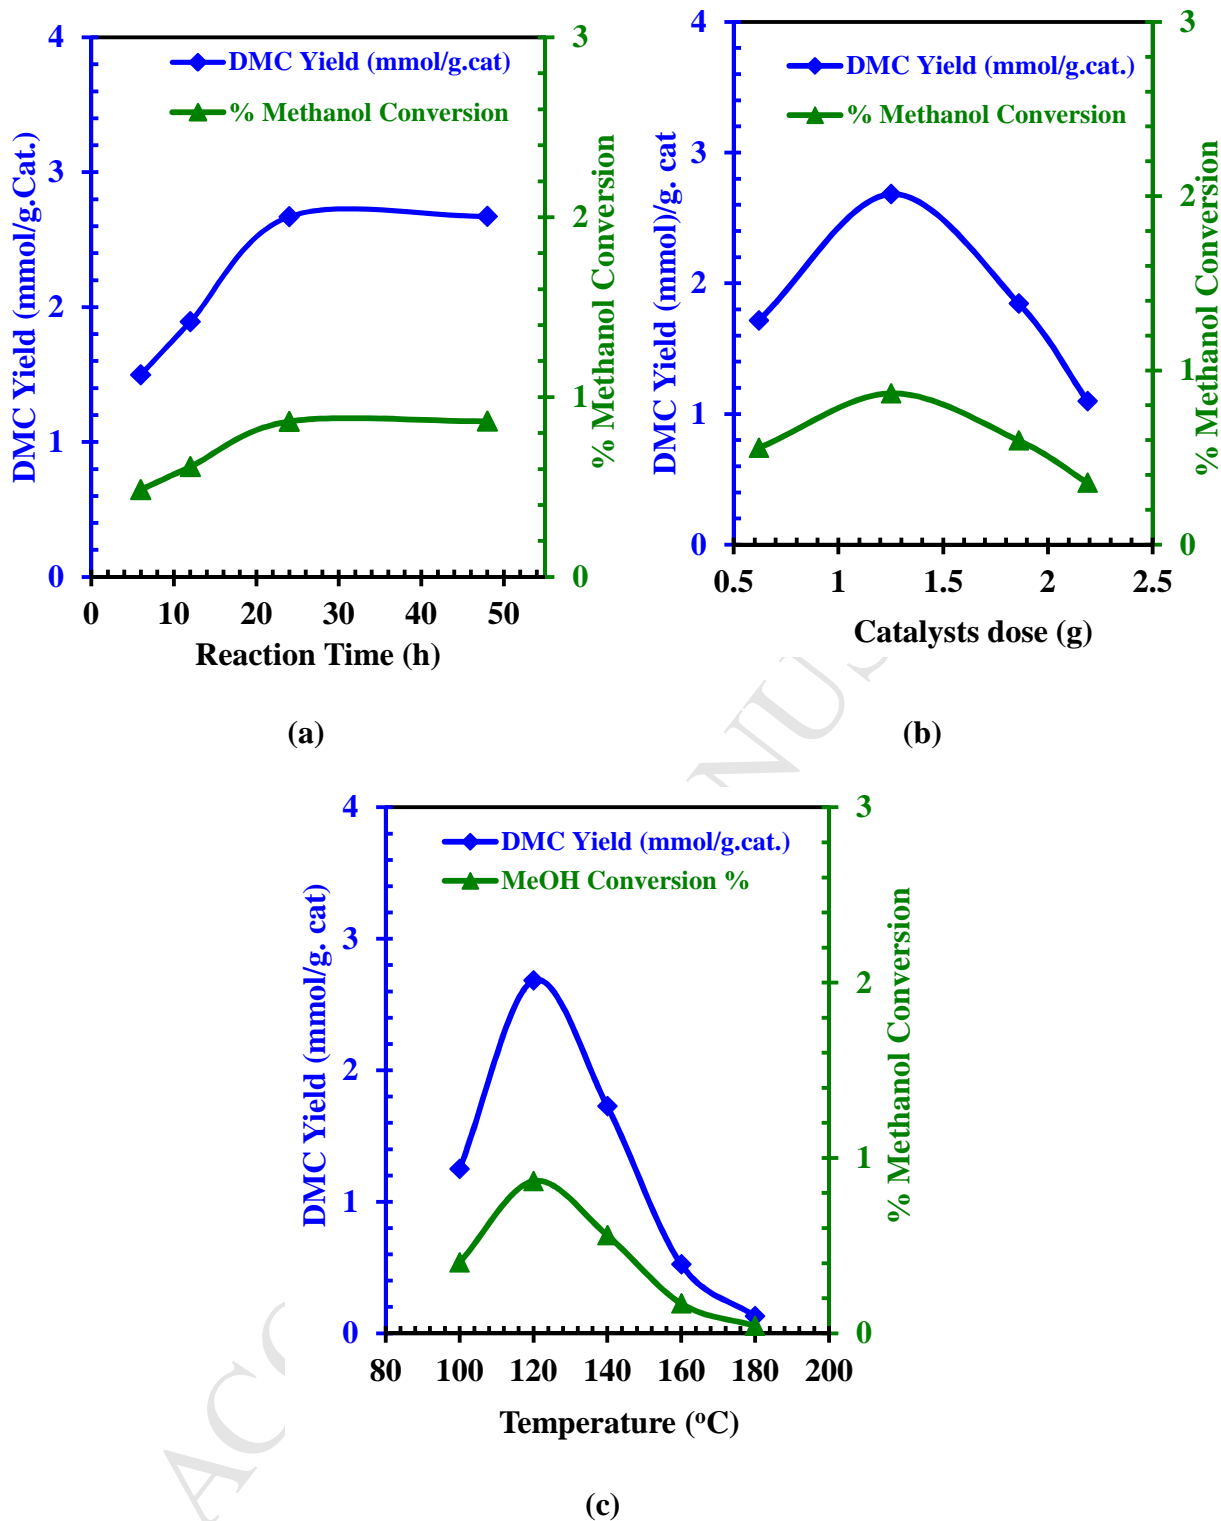 4
3
2
1
0
DMC Yield (mmol/g.Cat.)
DMC Yield (mmol/g.cat)
% Methanol Conversion
3
2
1
0
% Methanol Conversion
0 10 20 30 40 50
Reaction Time (h)
(a)
4
3
2
1
0
DMC Yield (mmol)/g. cat
DMC Yield (mmol/g.cat.)
% Methanol Conversion
3
2
1
0
% Methanol Conversion
0.5 1 1.5 2 2.5
Catalysts dose (g)
(b)
4
3
2
1
0
DMC Yield (mmol/g. cat)
DMC Yield (mmol/g.cat.)
MeOH Conversion %
3
2
1
0
% Methanol Conversion
80 100 120 140 160 180 200
Temperature (oC)
(c)